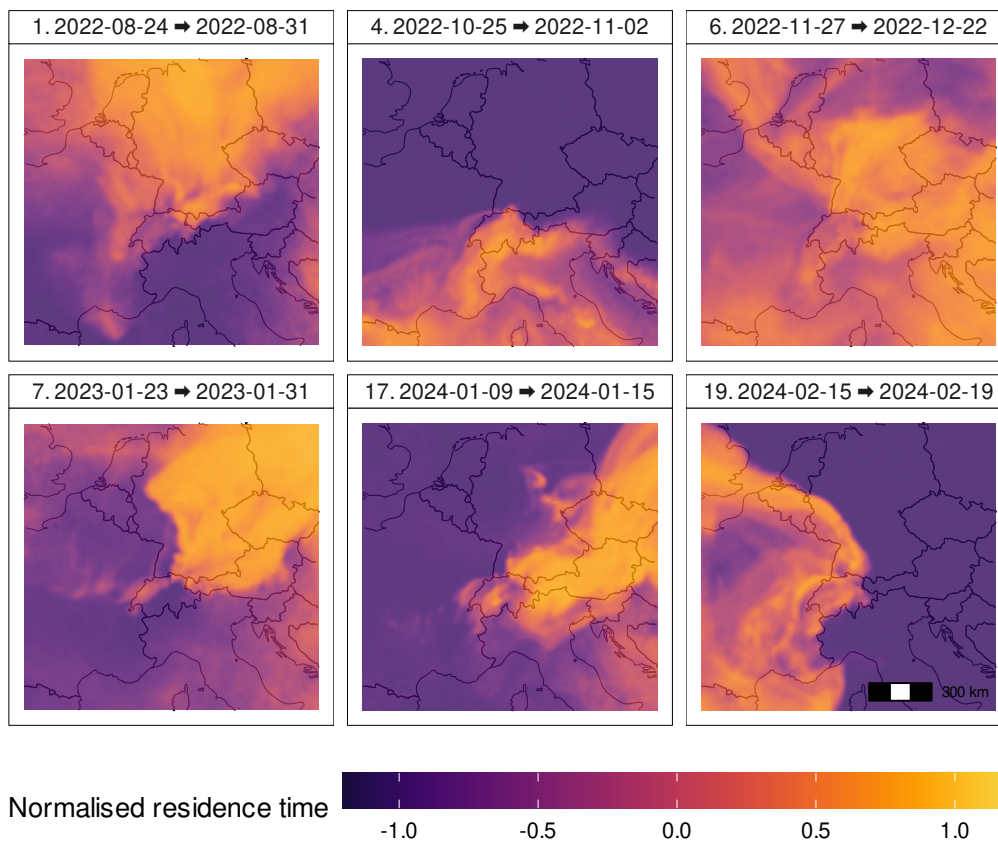 1. 2022-08-24 ➡ 2022-08-31
4. 2022-10-25 ➡ 2022-11-02
6. 2022-11-27 ➡ 2022-12-22
7. 2023-01-23 ➡ 2023-01-31
17. 2024-01-09 ➡ 2024-01-15
19. 2024-02-15 ➡ 2024-02-19
300 km
Normalised residence time
-1.0 -0.5 0.0 0.5 1.0